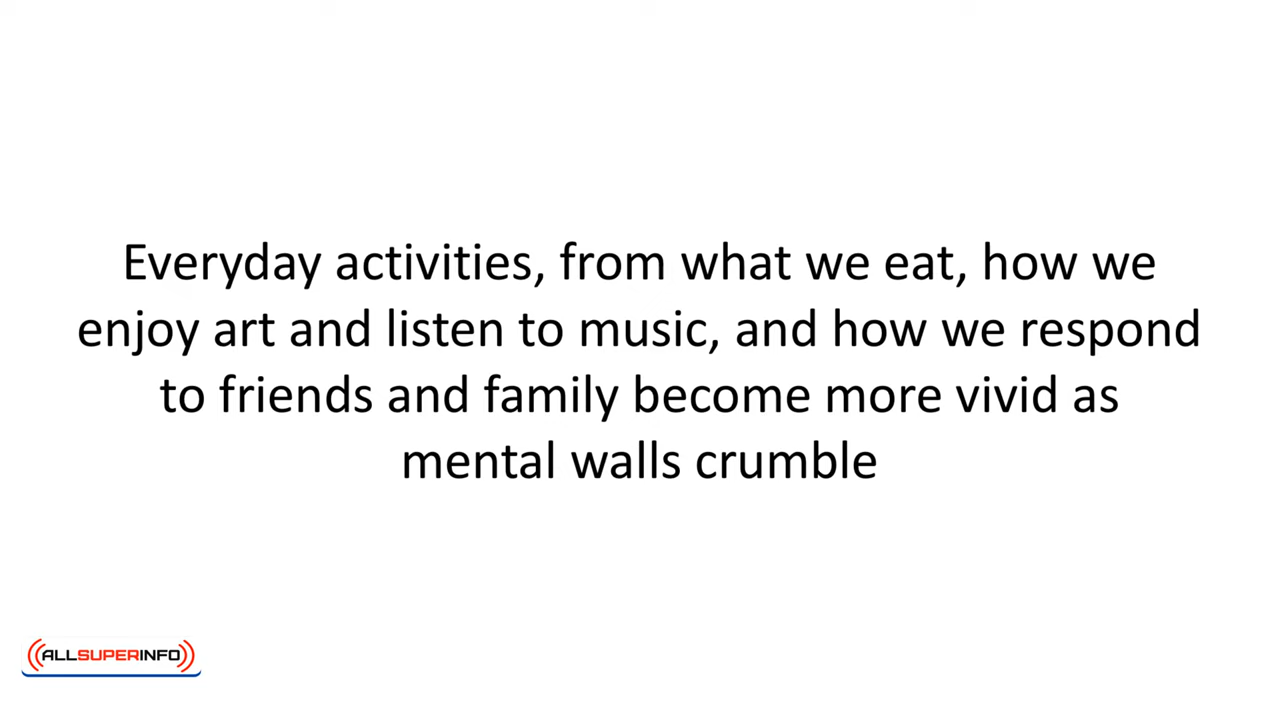 Everyday activities, from what we eat, how we
enjoy art and listen to music, and how we respond
to friends and family become more vivid as
mental walls crumble
ALLSUPERINFO